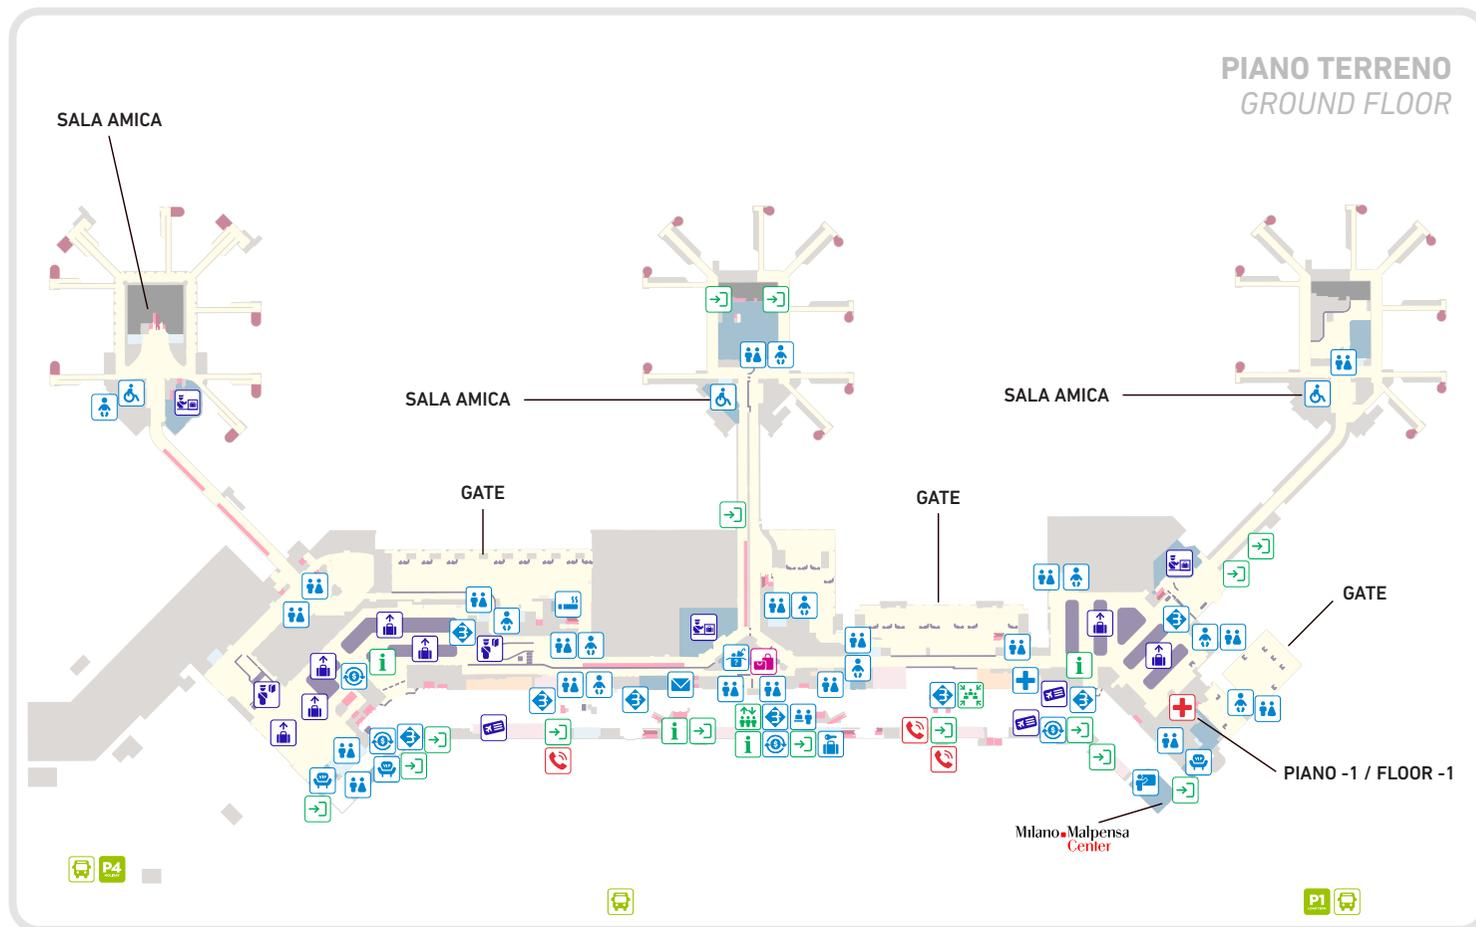 PIANO TERRENO
GROUND FLOOR
SALA AMICA
SALA AMICA
SALA AMICA
GATE
GATE
GATE
PIANO -1 / FLOOR -1
Milano Malpensa
Center
P4
P1